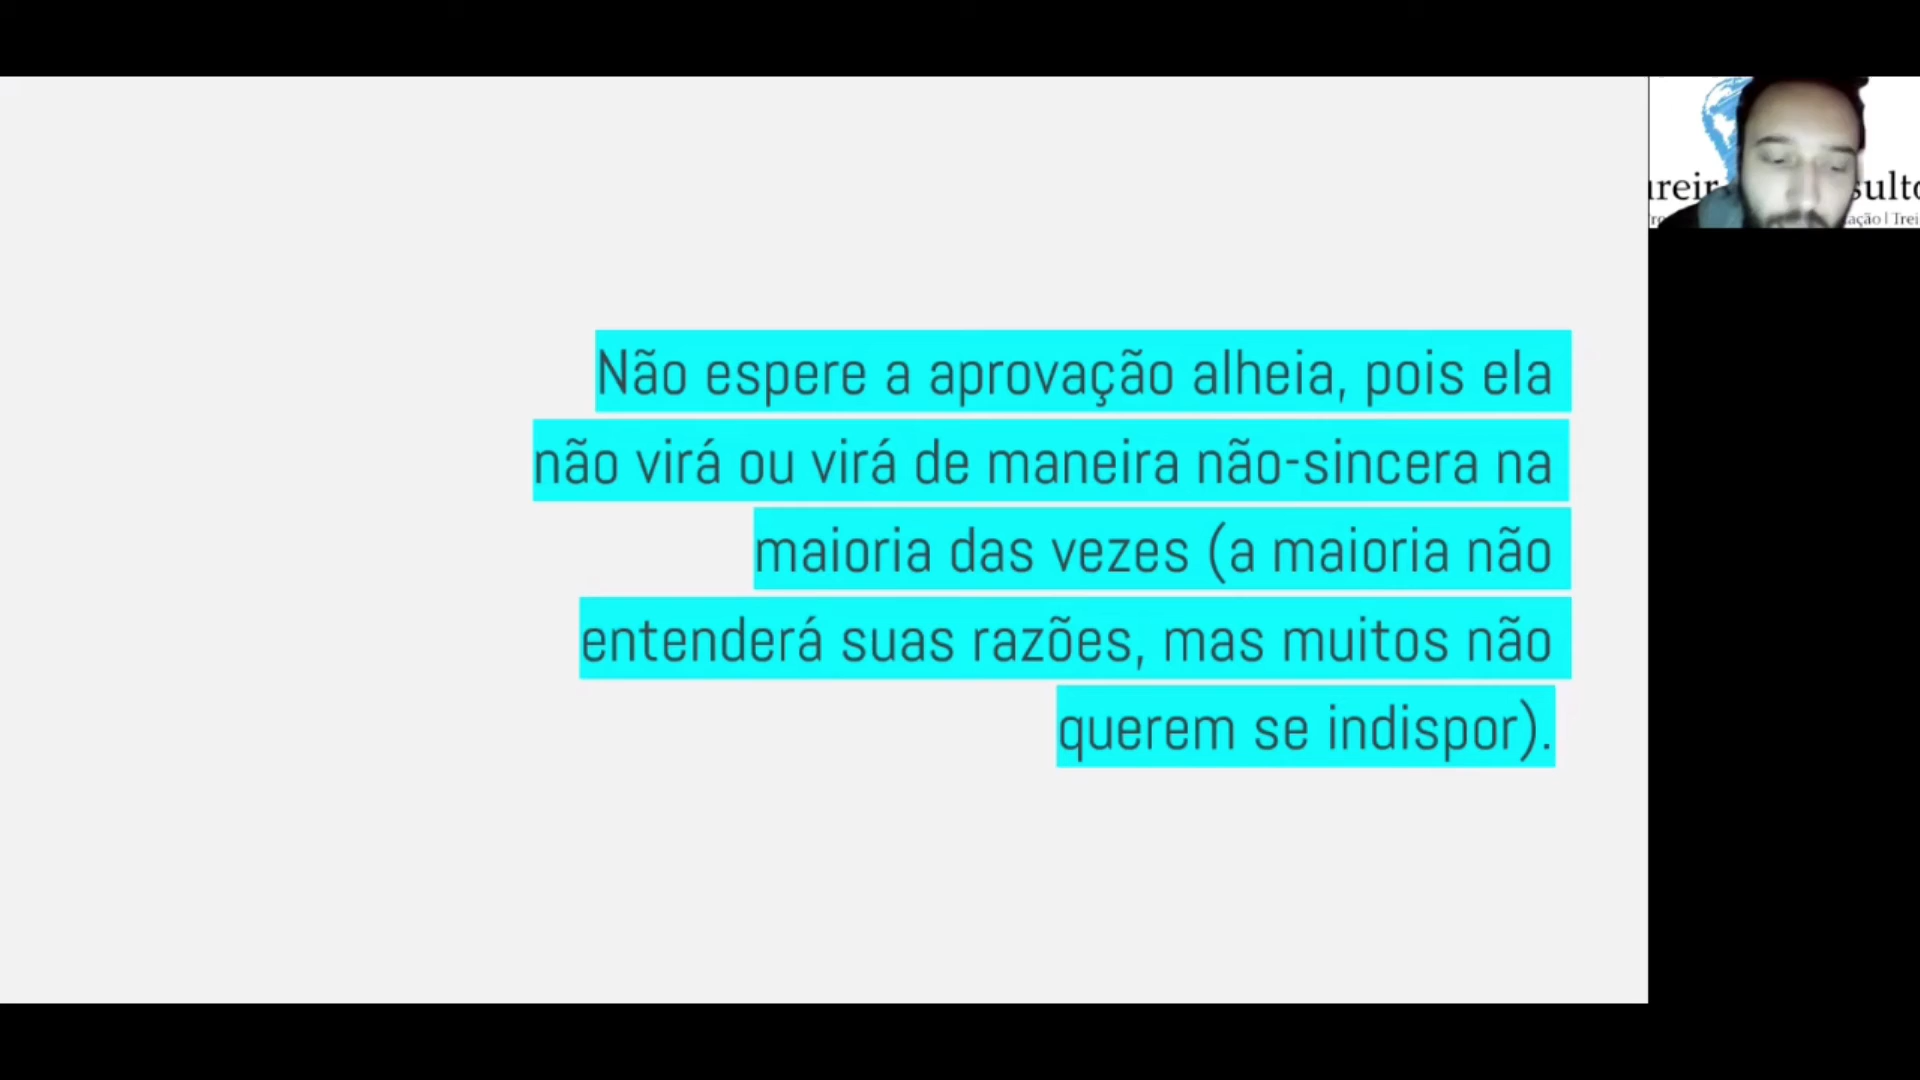 Não espere a aprovação alheia, pois ela
não virá ou virá de maneira não-sincera na
maioria das vezes (a maioria não
entenderá suas razões, mas muitos não
querem se indispor).